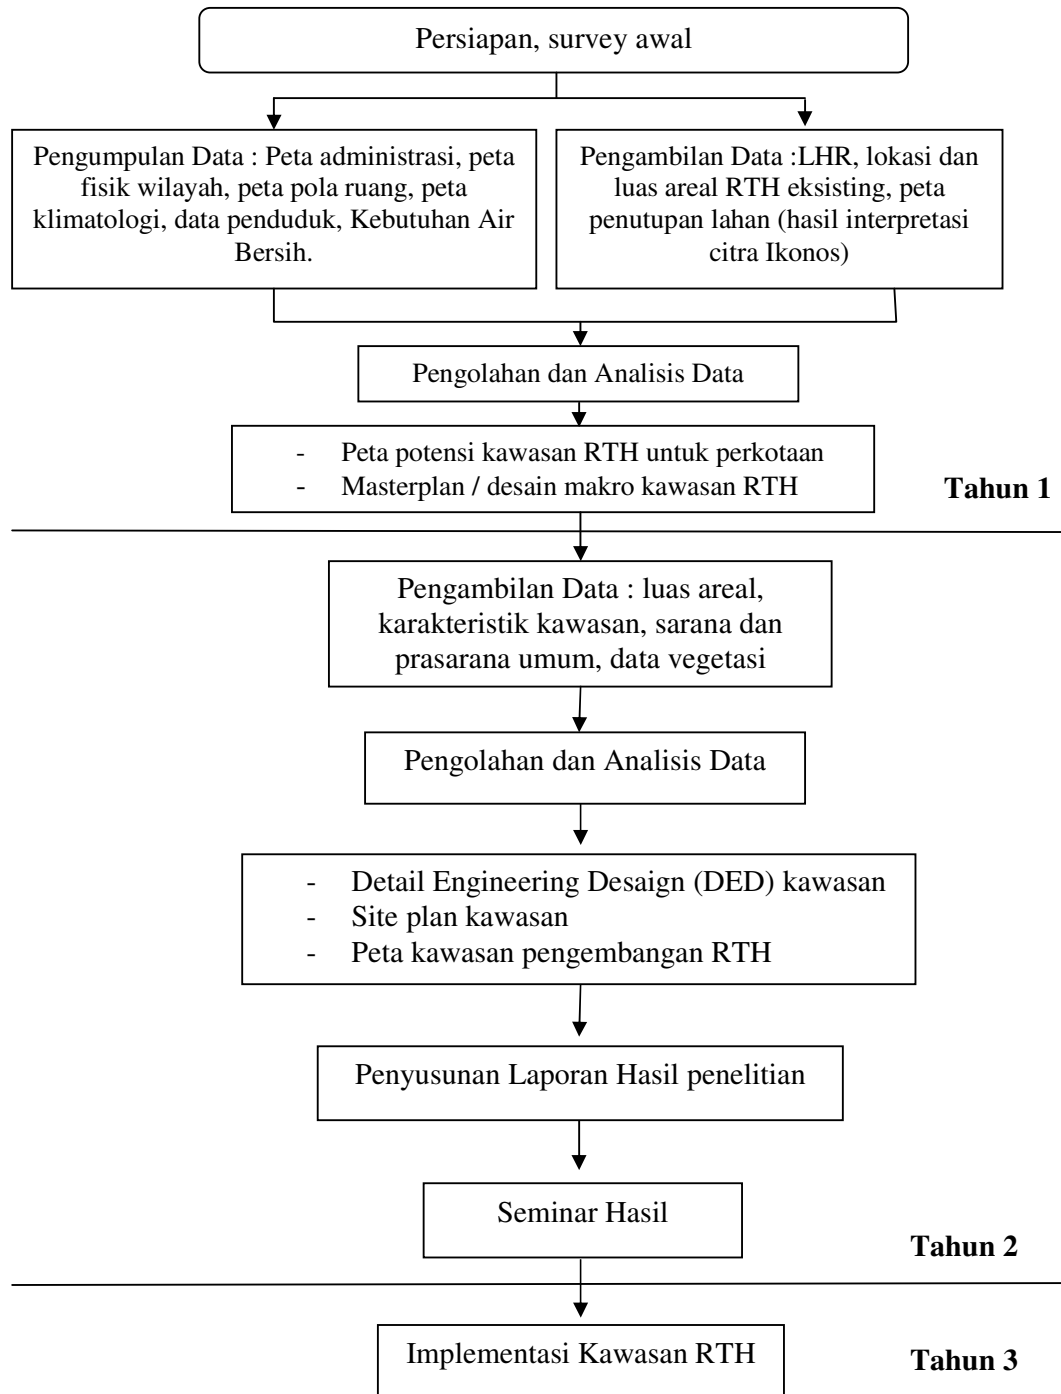 Persiapan, survey awal
Pengumpulan Data : Peta administrasi, peta
fisik wilayah, peta pola ruang, peta
klimatologi, data penduduk, Kebutuhan Air
Bersih.
Pengambilan Data :LHR, lokasi dan
luas areal RTH eksisting, peta
penutupan lahan (hasil interpretasi
citra Ikonos)
Pengolahan dan Analisis Data
- Peta potensi kawasan RTH untuk perkotaan
- Masterplan / desain makro kawasan RTH
Tahun 1
Pengambilan Data : luas areal,
karakteristik kawasan, sarana dan
prasarana umum, data vegetasi
Pengolahan dan Analisis Data
- Detail Engineering Desaign (DED) kawasan
- Site plan kawasan
- Peta kawasan pengembangan RTH
Penyusunan Laporan Hasil penelitian
Seminar Hasil
Tahun 2
Implementasi Kawasan RTH
Tahun 3